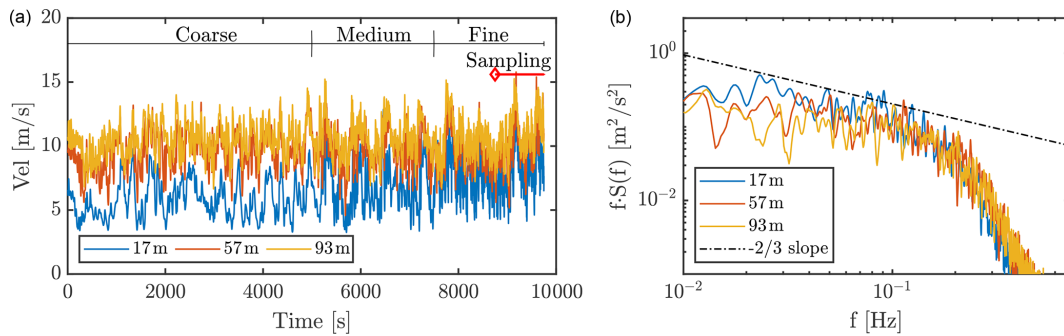 (a)
20
15
10
5
0
Vel [m/s]
Coarse Medium Fine
Sampling
17 m 57 m 93 m
0 2000 4000 6000 8000 10000
Time [s]
(b)
10^0
10^-2
f.S(f) [m^2/s^2]
17 m
57 m
93 m
-2/3 slope
10^-2 10^-1
f [Hz]